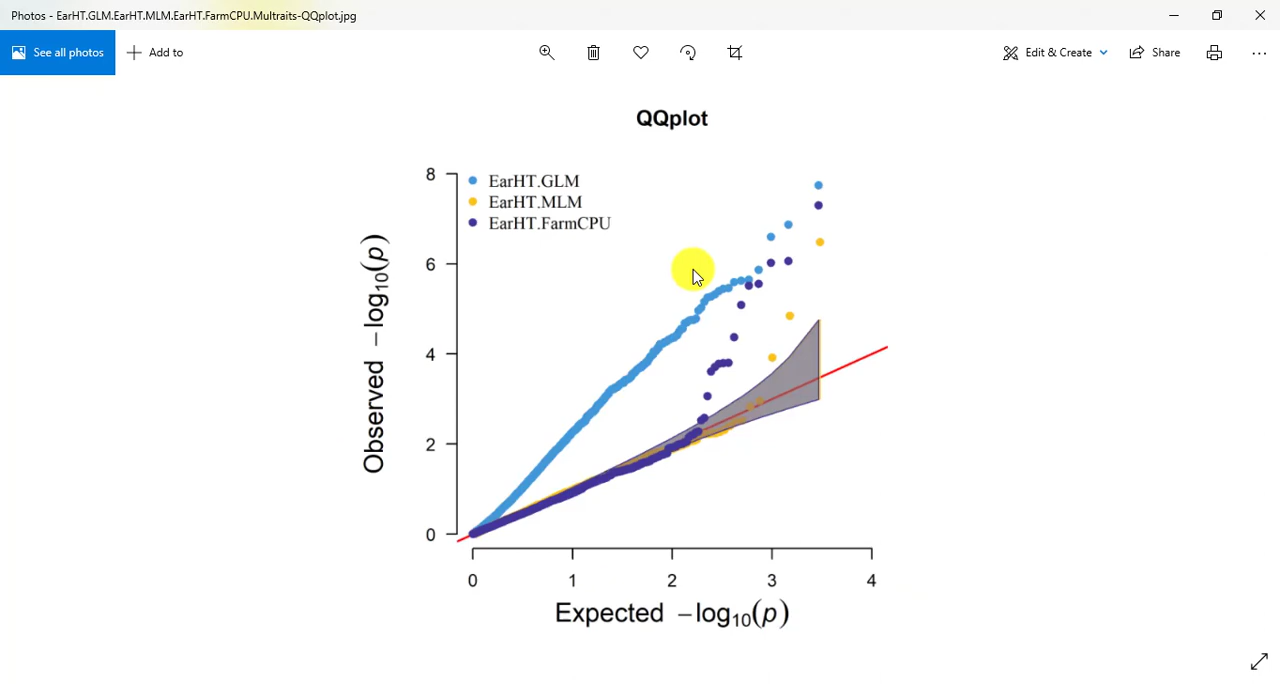 Photos - EarHT.GLM.EarHT.MLM.EarHT.FarmCPU.Multraits-QQplot.jpg
See all photos
Add to
Edit & Create
Share
QQplot
8
6
4
2
0
EarHT.GLM
EarHT.MLM
EarHT.FarmCPU
Observed −log₁₀(p)
0 1 2 3 4
Expected −log₁₀(p)